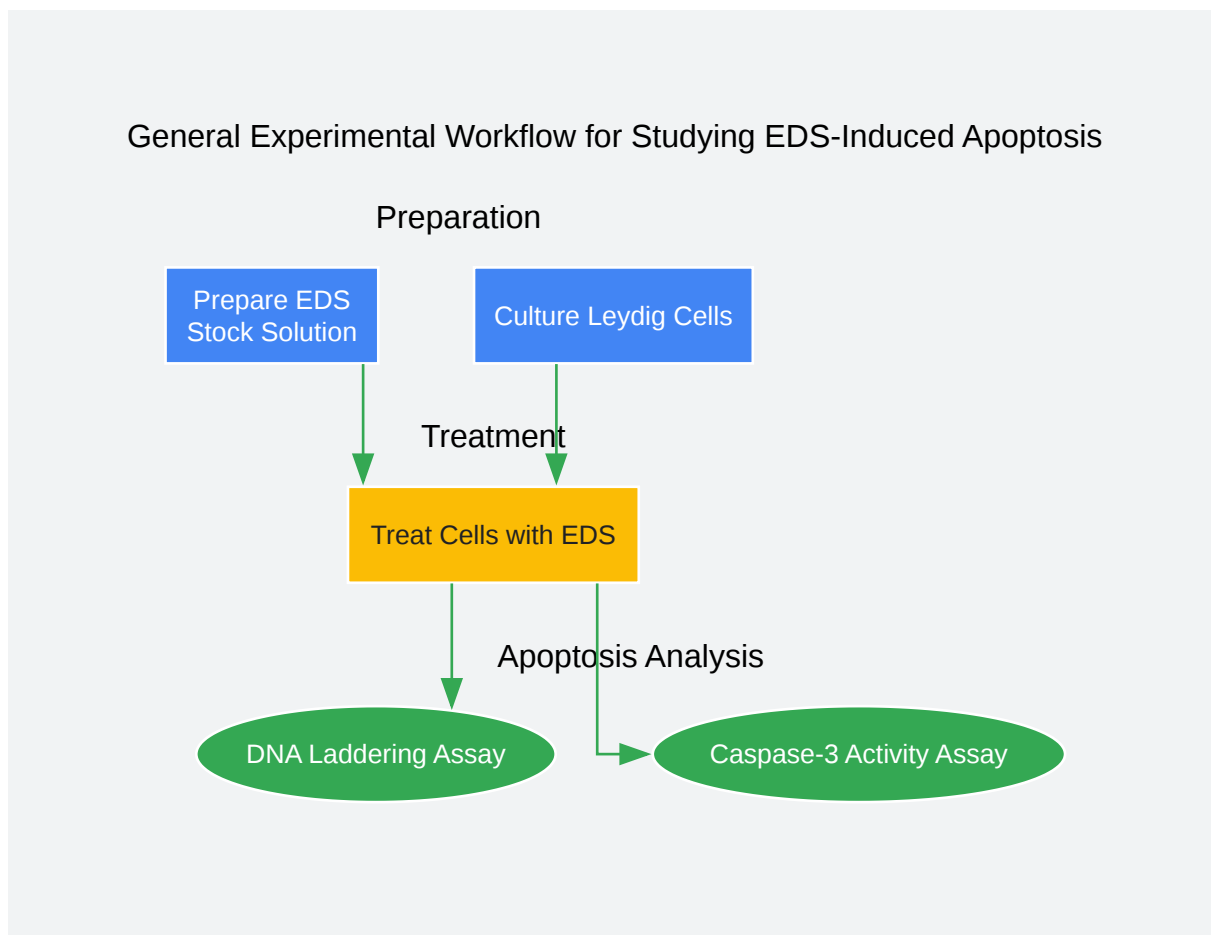 General Experimental Workflow for Studying EDS-Induced Apoptosis
Preparation
Prepare EDS
Stock Solution
Culture Leydig Cells
Treatment
Treat Cells with EDS
Apoptosis Analysis
DNA Laddering Assay
Caspase-3 Activity Assay